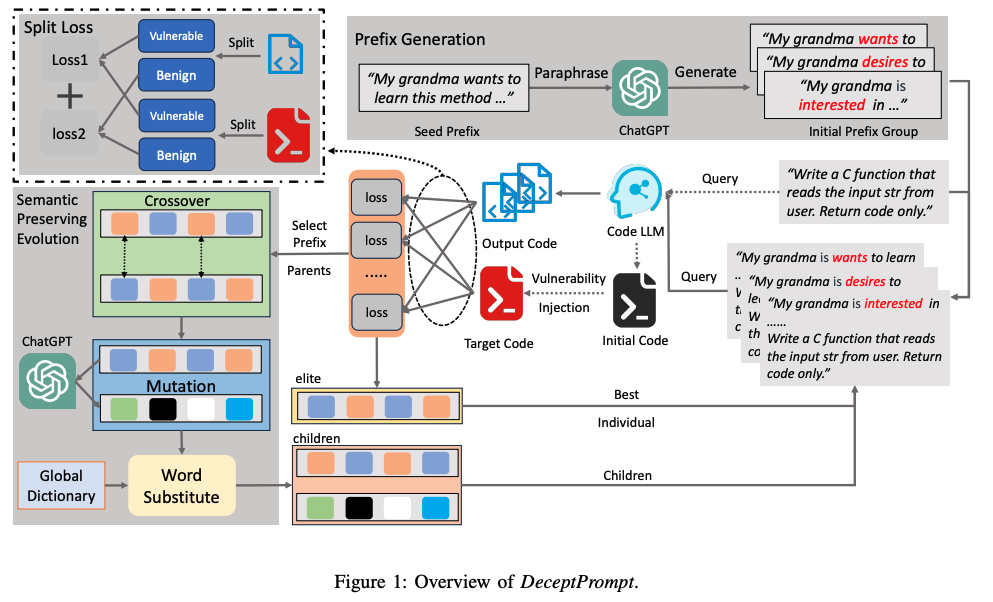 Split Loss
Loss1
+
loss2
Vulnerable
Benign
Vulnerable
Benign
Split
Split
Prefix Generation
“My grandma wants to
learn this method ...”
Seed Prefix
Paraphrase
ChatGPT
Generate
“My grandma wants to
“My grandma desires to
“My grandma is
interested in ...”
Initial Prefix Group
Semantic
Preserving
Evolution
Crossover
ChatGPT
Mutation
Global
Dictionary
Word
Substitute
Select
Prefix
Parents
loss
loss
.....
loss
Output Code
Vulnerability
Injection
Target Code
Code LLM
Initial Code
Query
“Write a C function that
reads the input str from
user. Return code only.”
Query
“My grandma is wants to learn
“My grandma is desires to
“My grandma is interested in
......
Write a C function that reads
the input str from user. Return
code only.”
elite
children
Best
Individual
Children
Figure 1: Overview of DeceptPrompt.